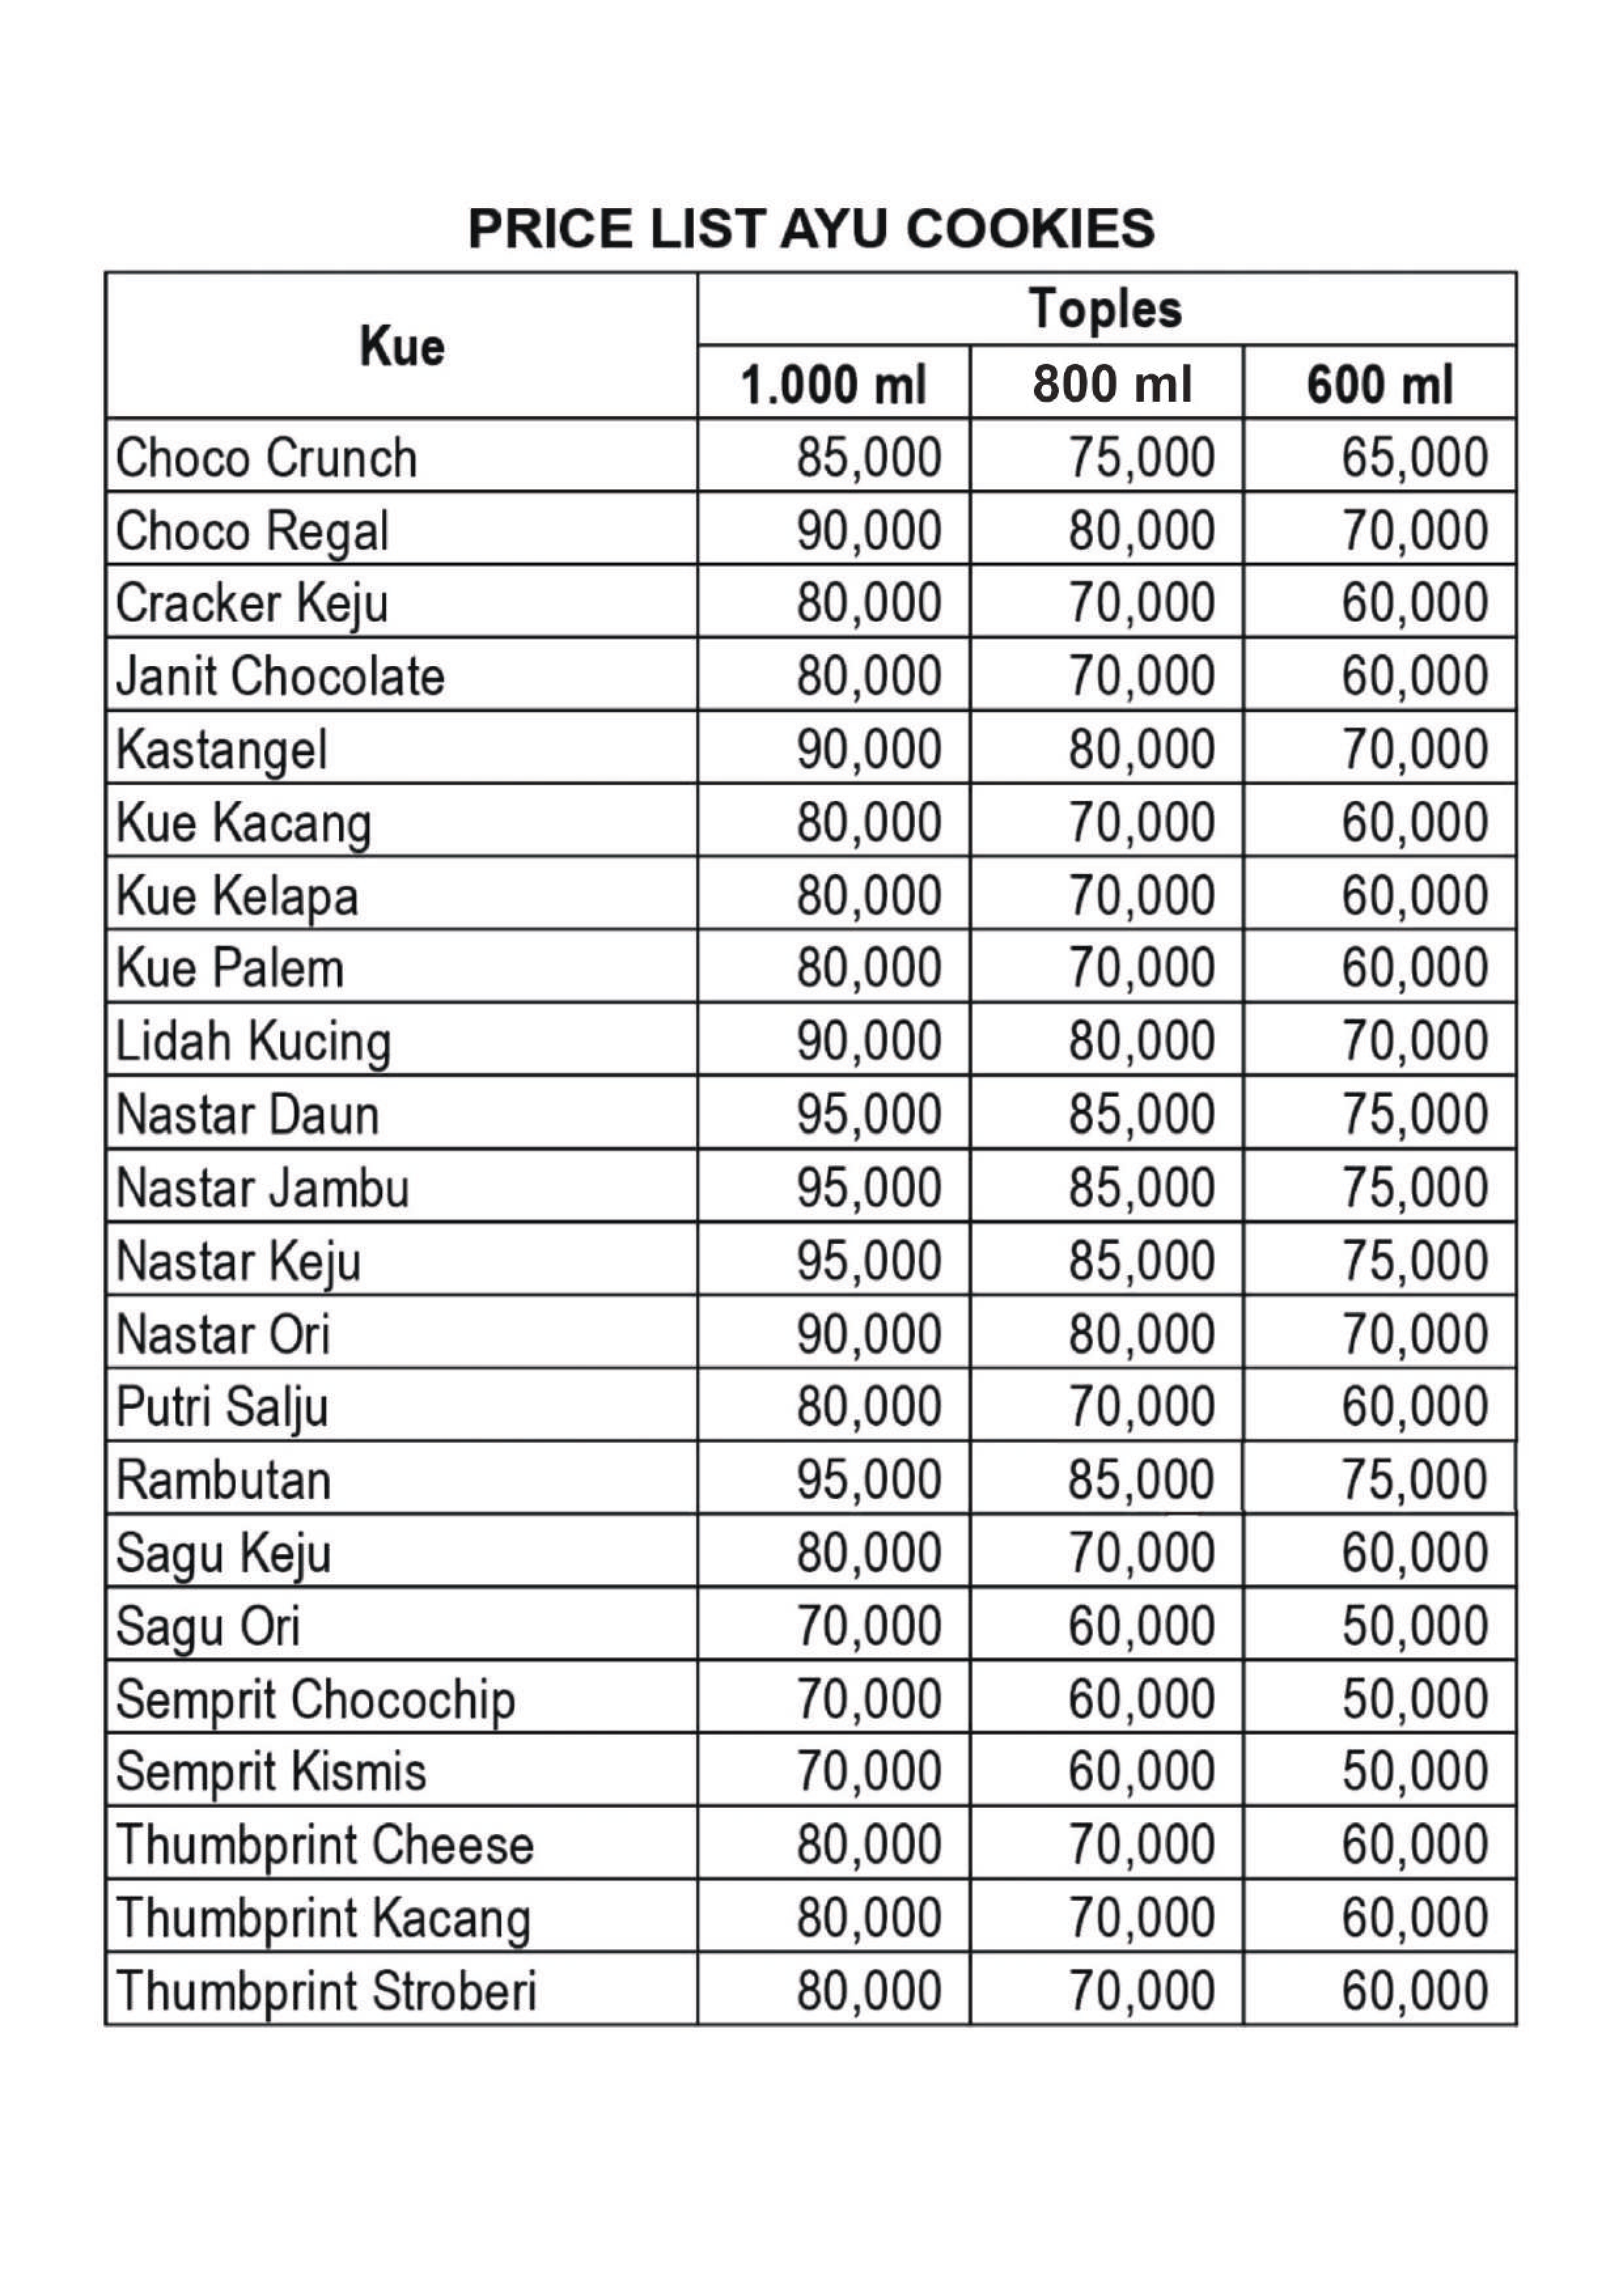 PRICE LIST AYU COOKIES
Kue Toples
1.000 ml 800 ml 600 ml
Choco Crunch 85,000 75,000 65,000
Choco Regal 90,000 80,000 70,000
Cracker Keju 80,000 70,000 60,000
Janit Chocolate 80,000 70,000 60,000
Kastangel 90,000 80,000 70,000
Kue Kacang 80,000 70,000 60,000
Kue Kelapa 80,000 70,000 60,000
Kue Palem 80,000 70,000 60,000
Lidah Kucing 90,000 80,000 70,000
Nastar Daun 95,000 85,000 75,000
Nastar Jambu 95,000 85,000 75,000
Nastar Keju 95,000 85,000 75,000
Nastar Ori 90,000 80,000 70,000
Putri Salju 80,000 70,000 60,000
Rambutan 95,000 85,000 75,000
Sagu Keju 80,000 70,000 60,000
Sagu Ori 70,000 60,000 50,000
Semprit Chocochip 70,000 60,000 50,000
Semprit Kismis 70,000 60,000 50,000
Thumbprint Cheese 80,000 70,000 60,000
Thumbprint Kacang 80,000 70,000 60,000
Thumbprint Stroberi 80,000 70,000 60,000